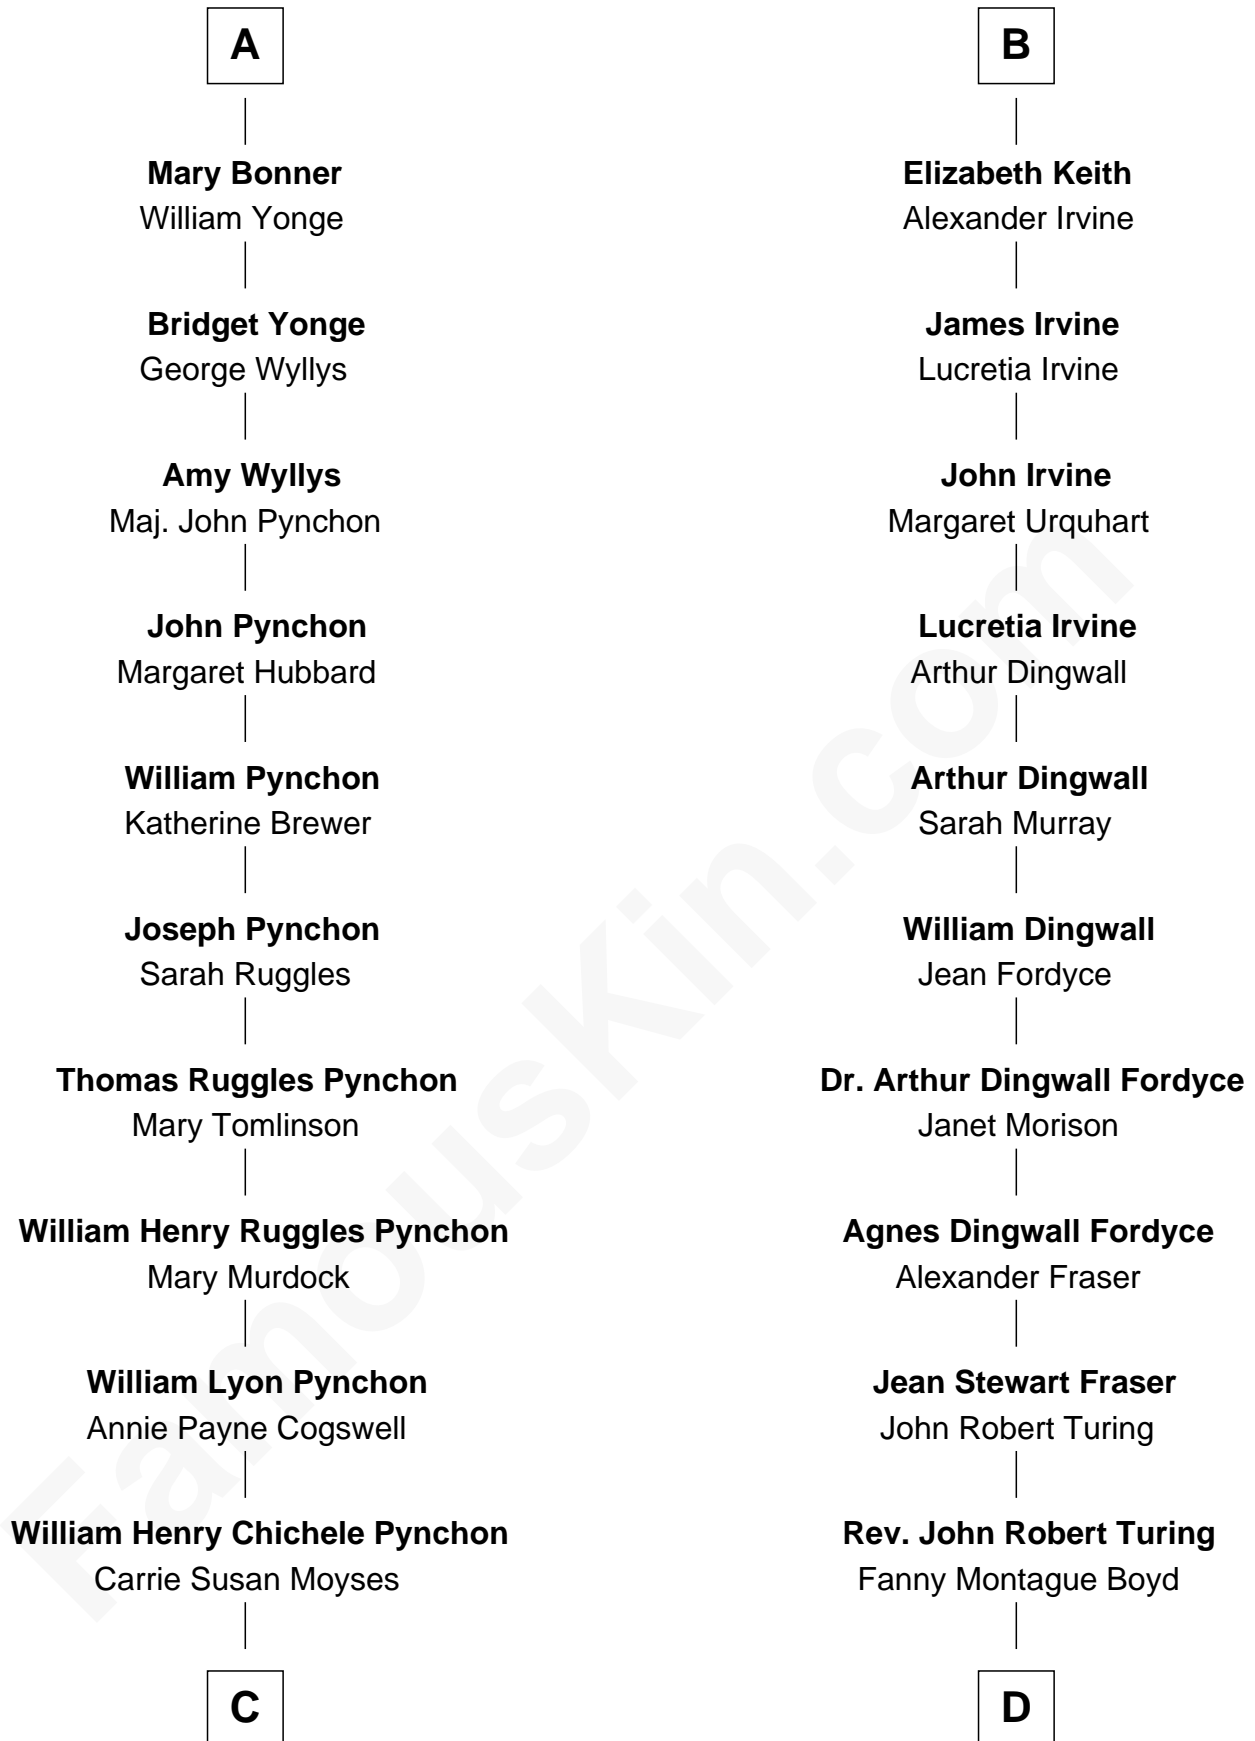 A
Mary Bonner
William Yonge
Bridget Yonge
George Wyllys
Amy Wyllys
Maj. John Pynchon
John Pynchon
Margaret Hubbard
William Pynchon
Katherine Brewer
Joseph Pynchon
Sarah Ruggles
Thomas Ruggles Pynchon
Mary Tomlinson
William Henry Ruggles Pynchon
Mary Murdock
William Lyon Pynchon
Annie Payne Cogswell
William Henry Chichele Pynchon
Carrie Susan Moyses
C
B
Elizabeth Keith
Alexander Irvine
James Irvine
Lucretia Irvine
John Irvine
Margaret Urquhart
Lucretia Irvine
Arthur Dingwall
Arthur Dingwall
Sarah Murray
William Dingwall
Jean Fordyce
Dr. Arthur Dingwall Fordyce
Janet Morison
Agnes Dingwall Fordyce
Alexander Fraser
Jean Stewart Fraser
John Robert Turing
Rev. John Robert Turing
Fanny Montague Boyd
D
FamousKin.com